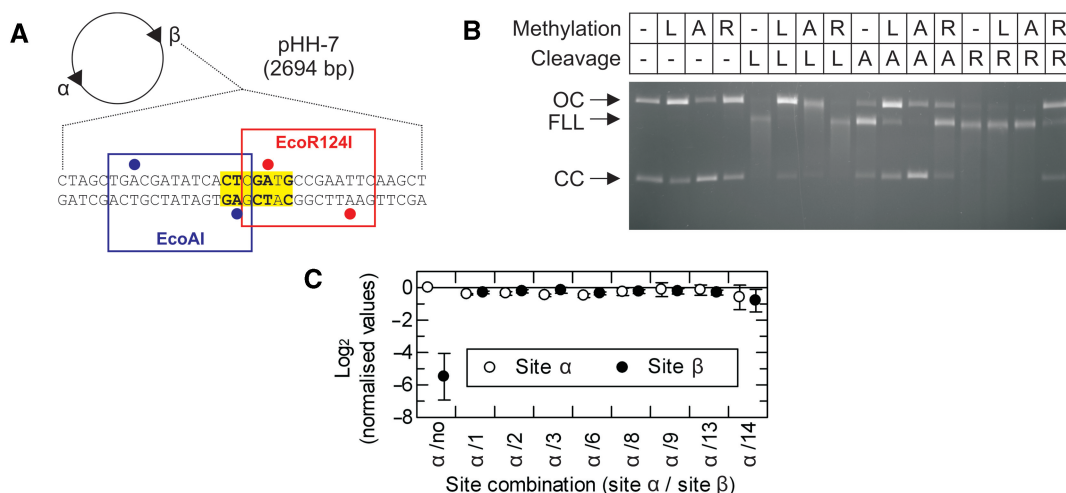 A
α
β
pHH-7
(2694 bp)
EcoR124I
CTAGCTGACGATATCACTCGATGCCGAATTCAAGCT
GATCGACTGCTATAGTGAGCTACGGCTTAAGTTCGA
EcoAI
B
Methylation - L A R - L A R - L A R - L A R
Cleavage: - - - - L L L L A A A A R R R R
OC
FLL
CC
C
Log2
(normalised values)
0
−2
−4
−6
−8
Site α Site β
α/no α/1 α/2 α/3 α/6 α/8 α/9 α/13 α/14
Site combination (site α / site β)